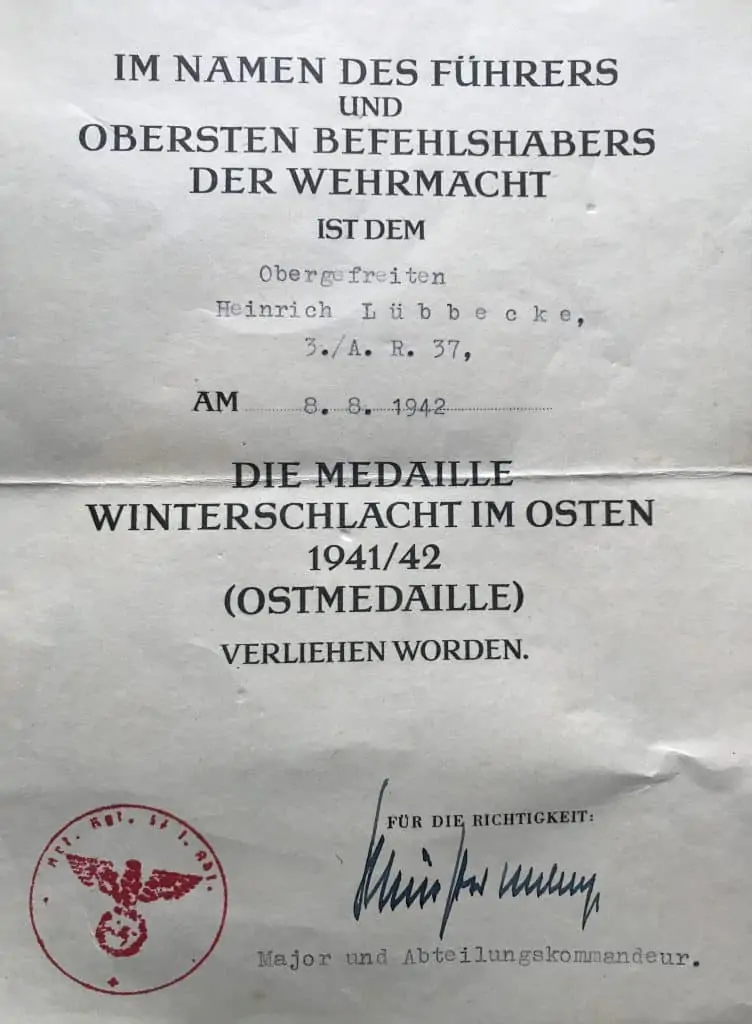 IM NAMEN DES FÜHRERS
UND
OBERSTEN BEFEHLSHABERS
DER WEHRMACHT
IST DEM
Obergefreiten
Heinrich Lübbecke,
3./A. R. 37,
AM 8. 8. 1942
DIE MEDAILLE
WINTERSCHLACHT IM OSTEN
1941/42
(OSTMEDAILLE)
VERLIEHEN WORDEN.
FÜR DIE RICHTIGKEIT:
Major und Abteilungskommandeur.